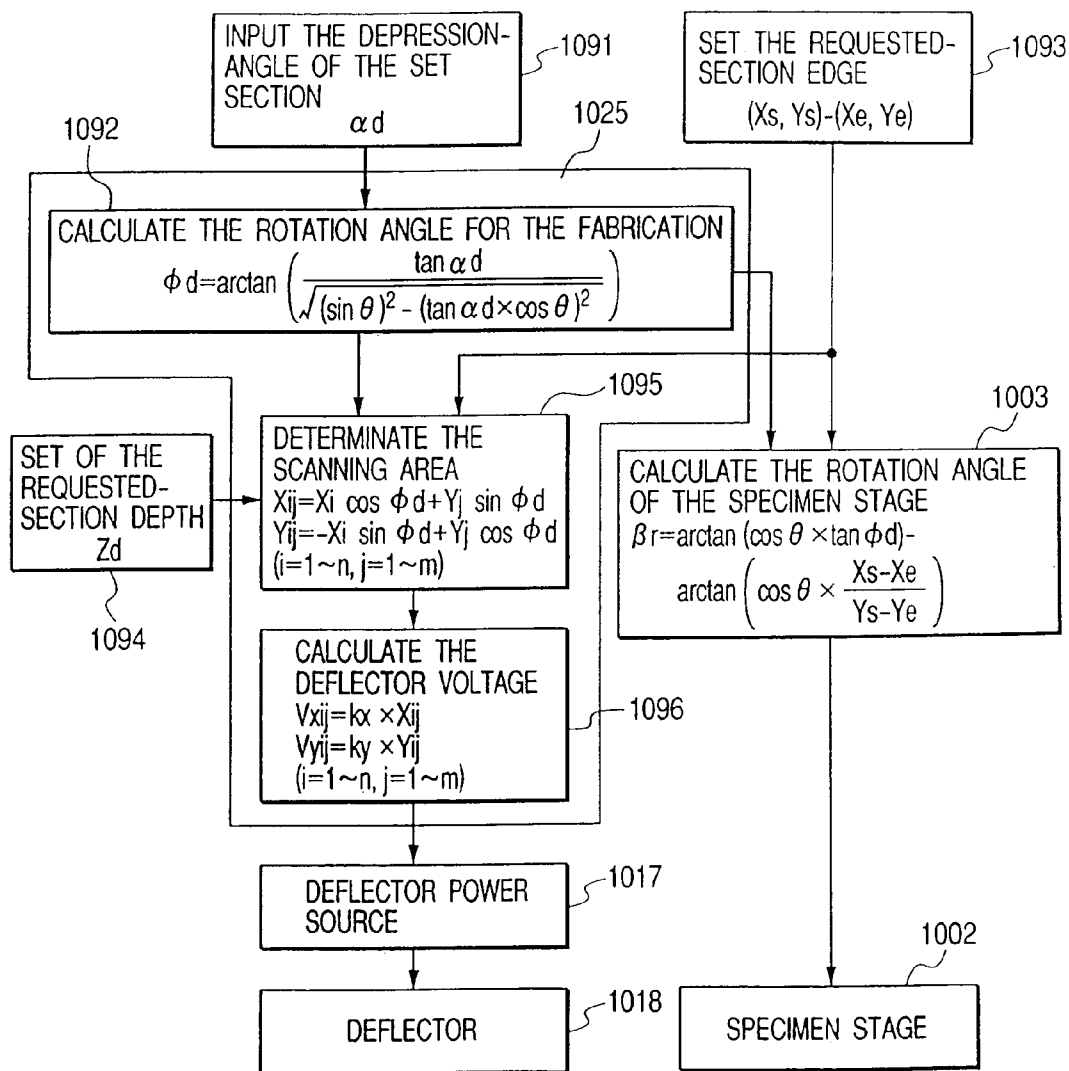 INPUT THE DEPRESSION-
ANGLE OF THE SET
SECTION
αd
1091
SET THE REQUESTED-
SECTION EDGE
(Xs, Ys)-(Xe, Ye)
1093
1092
1025
CALCULATE THE ROTATION ANGLE FOR THE FABRICATION
ϕd=arctan ( tan αd / √(sin θ)² - (tan αd×cos θ)² )
1095
DETERMINATE THE
SCANNING AREA
Xij=Xi cos ϕd+Yj sin ϕd
Yij=-Xi sin ϕd+Yj cos ϕd
(i=1~n, j=1~m)
SET OF THE
REQUESTED-
SECTION DEPTH
Zd
1094
1003
CALCULATE THE ROTATION ANGLE
OF THE SPECIMEN STAGE
βr=arctan (cos θ × tan ϕd)-
arctan ( cos θ × Xs-Xe / Ys-Ye )
CALCULATE THE
DEFLECTOR VOLTAGE
Vxij=kx × Xij
Vyij=ky × Yij
(i=1~n, j=1~m)
1096
DEFLECTOR POWER
SOURCE
1017
DEFLECTOR
1018
1002
SPECIMEN STAGE